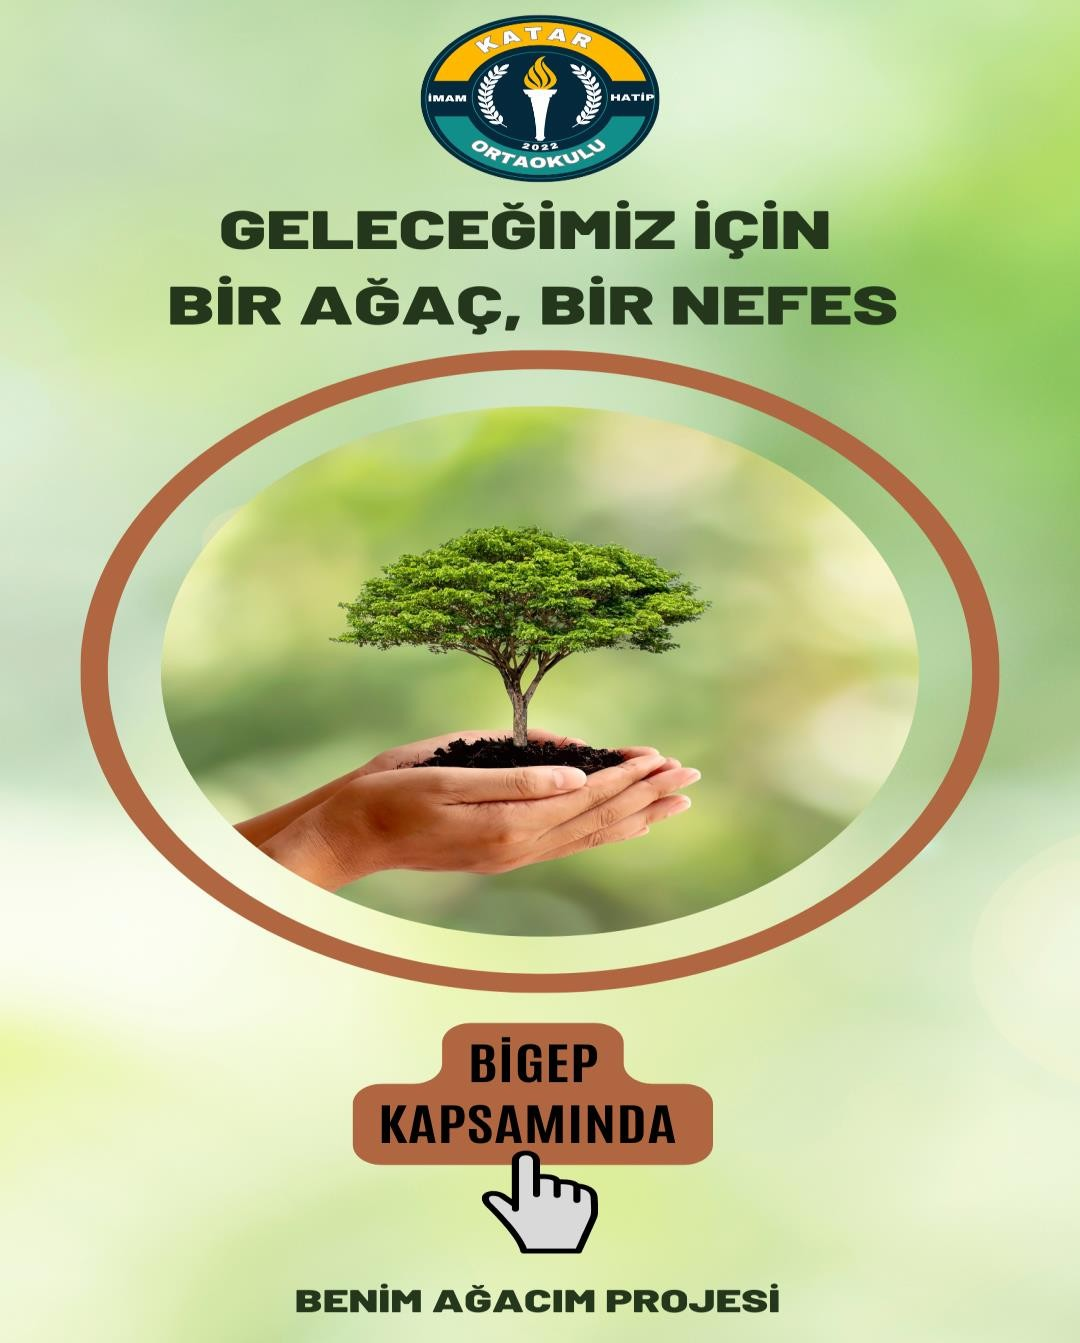 KATAR
İMAM HATİP
2022
ORTAOKULU
GELECEĞİMİZ İÇİN
BİR AĞAÇ, BİR NEFES
BİGEP
KAPSAMINDA
BENİM AĞACIM PROJESİ